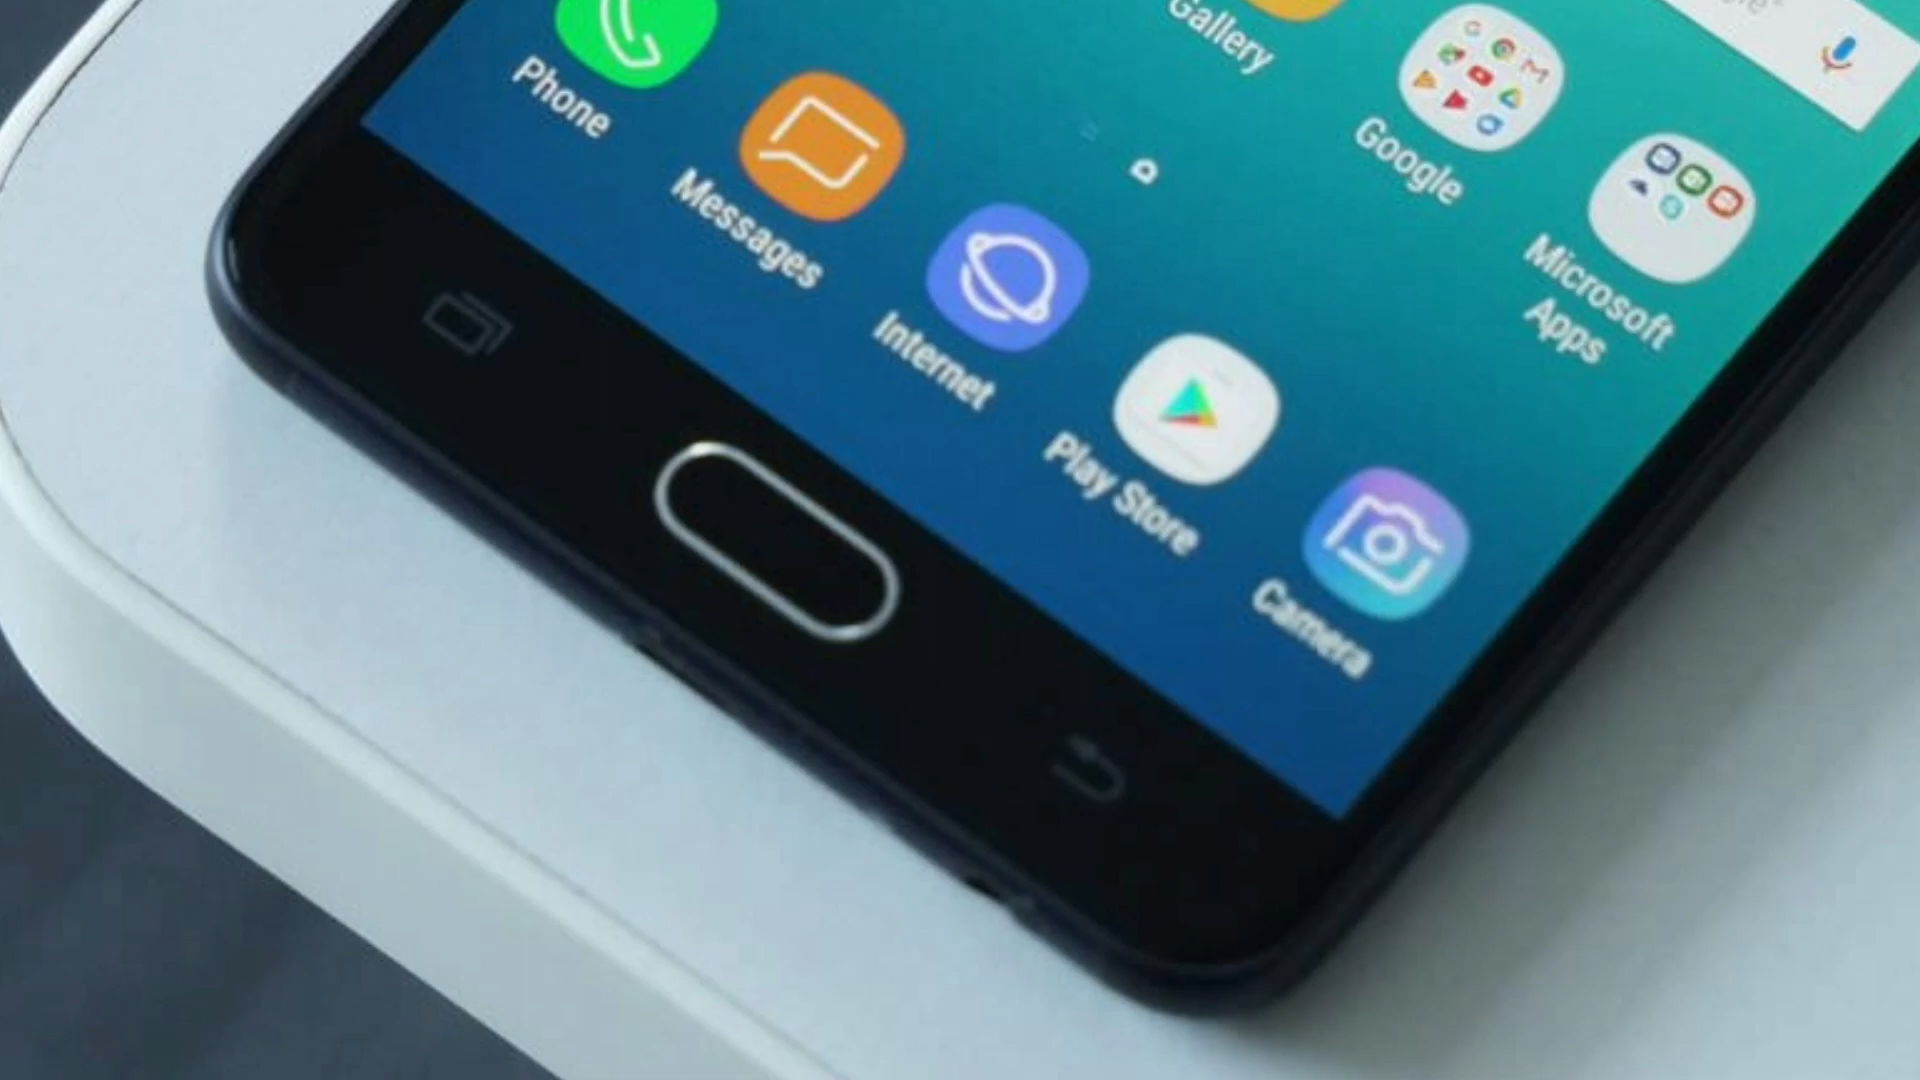 Gallery
Google
Microsoft
Apps
Phone
Messages
Internet
Play Store
Camera